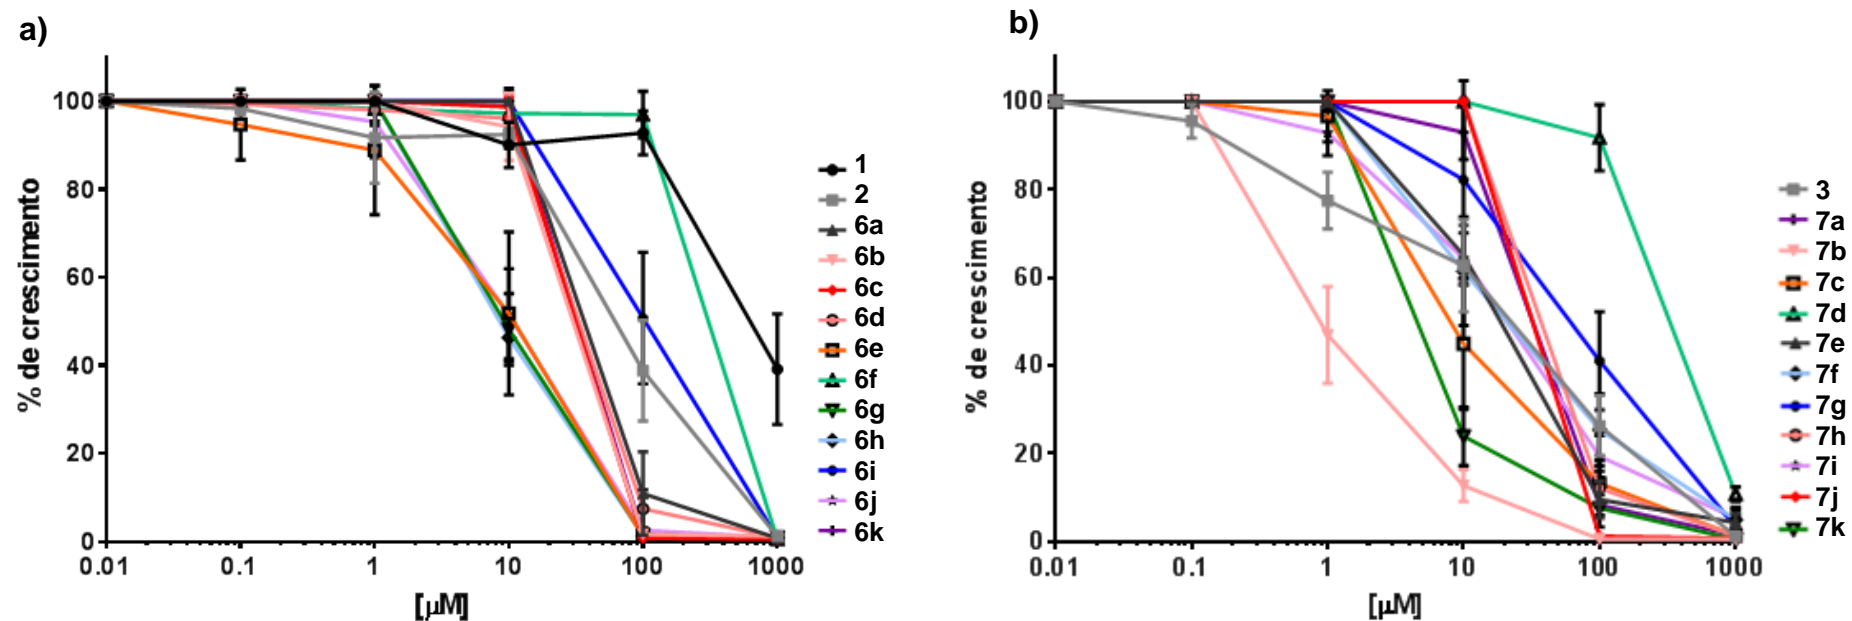 a)
% de crescimento
100
80
60
40
20
0
0.01 0.1 1 10 100 1000
[µM]
1
2
6a
6b
6c
6d
6e
6f
6g
6h
6i
6j
6k
b)
% de crescimento
100
80
60
40
20
0
0.01 0.1 1 10 100 1000
[µM]
3
7a
7b
7c
7d
7e
7f
7g
7h
7i
7j
7k